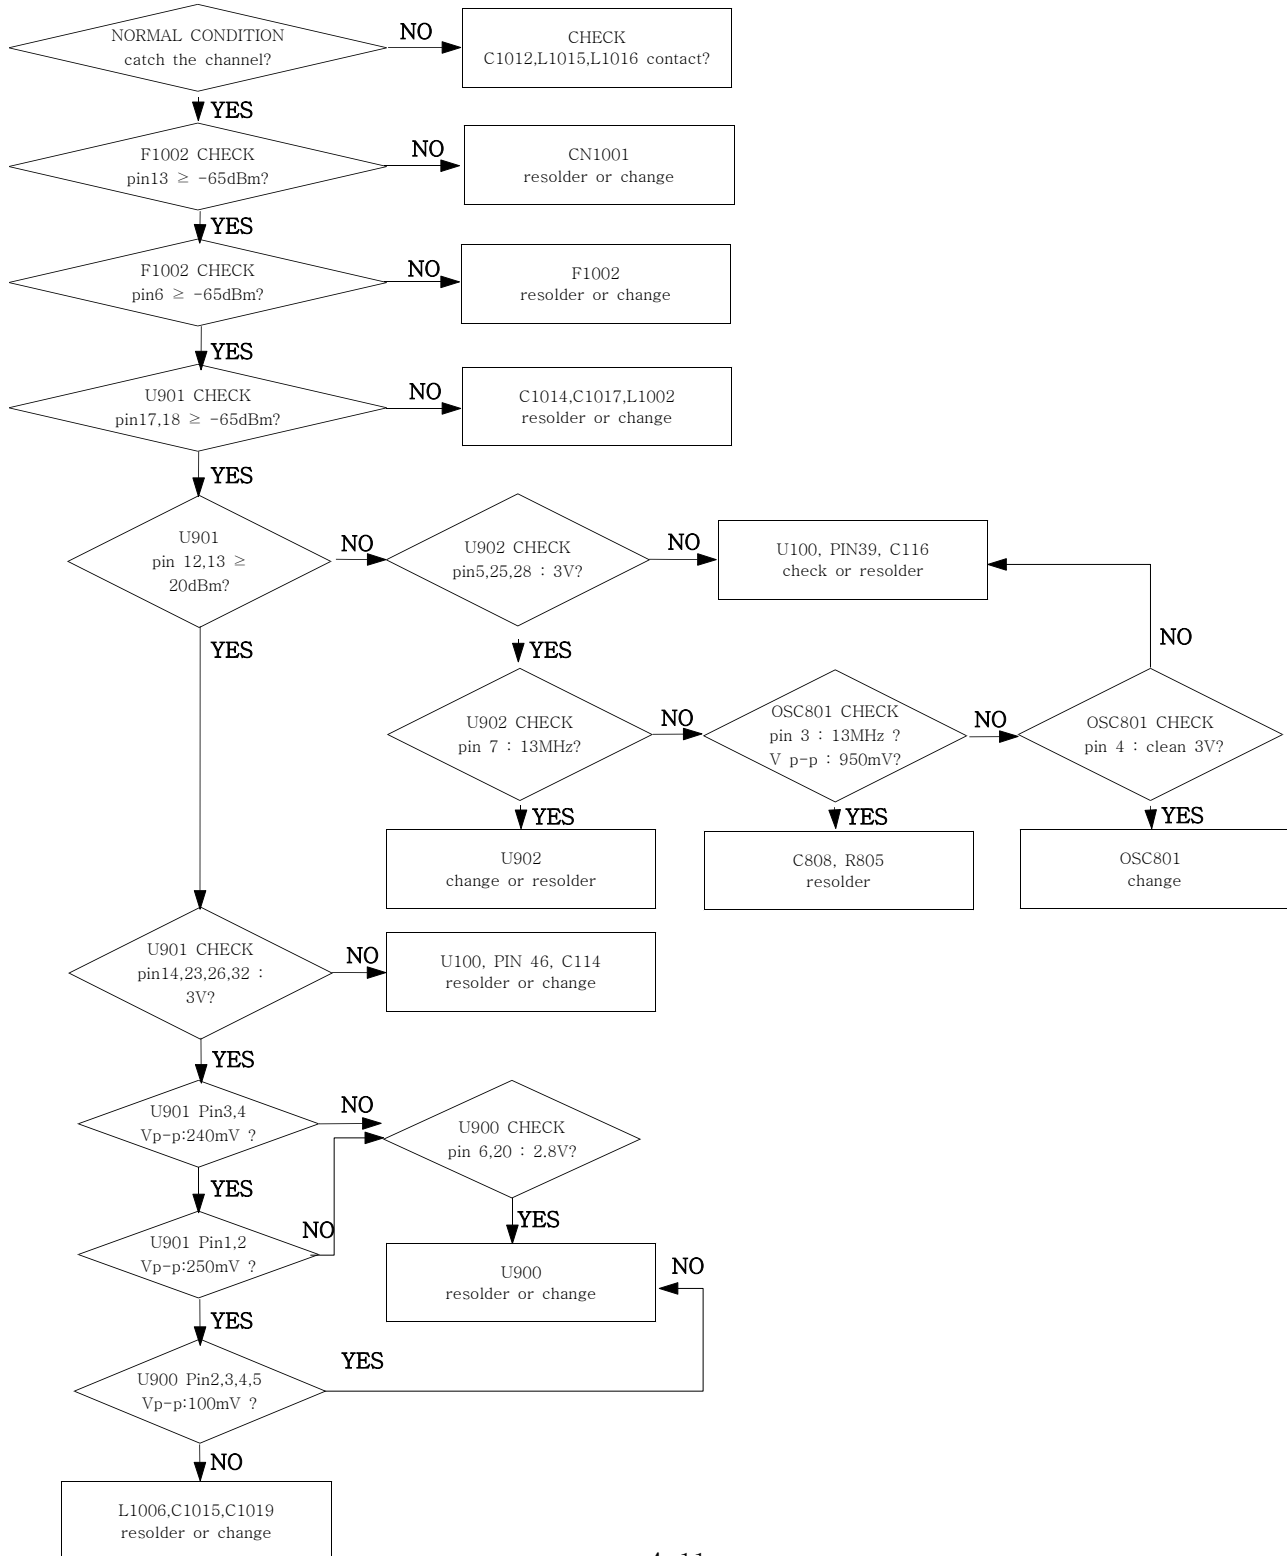 NORMAL CONDITION
catch the channel?
NO
CHECK
C1012,L1015,L1016 contact?
YES
F1002 CHECK
pin13 ≥ -65dBm?
NO
CN1001
resolder or change
YES
F1002 CHECK
pin6 ≥ -65dBm?
NO
F1002
resolder or change
YES
U901 CHECK
pin17,18 ≥ -65dBm?
NO
C1014,C1017,L1002
resolder or change
YES
U901
pin 12,13 ≥
20dBm?
NO
U902 CHECK
pin5,25,28 : 3V?
NO
U100, PIN39, C116
check or resolder
NO
YES
YES
U902 CHECK
pin 7 : 13MHz?
NO
OSC801 CHECK
pin 3 : 13MHz ?
V p-p : 950mV?
NO
OSC801 CHECK
pin 4 : clean 3V?
YES
YES
YES
U902
change or resolder
C808, R805
resolder
OSC801
change
U901 CHECK
pin14,23,26,32 :
3V?
NO
U100, PIN 46, C114
resolder or change
YES
U901 Pin3,4
Vp-p:240mV ?
NO
U900 CHECK
pin 6,20 : 2.8V?
YES
NO
YES
U901 Pin1,2
Vp-p:250mV ?
U900
resolder or change
NO
YES
U900 Pin2,3,4,5
Vp-p:100mV ?
YES
NO
L1006,C1015,C1019
resolder or change